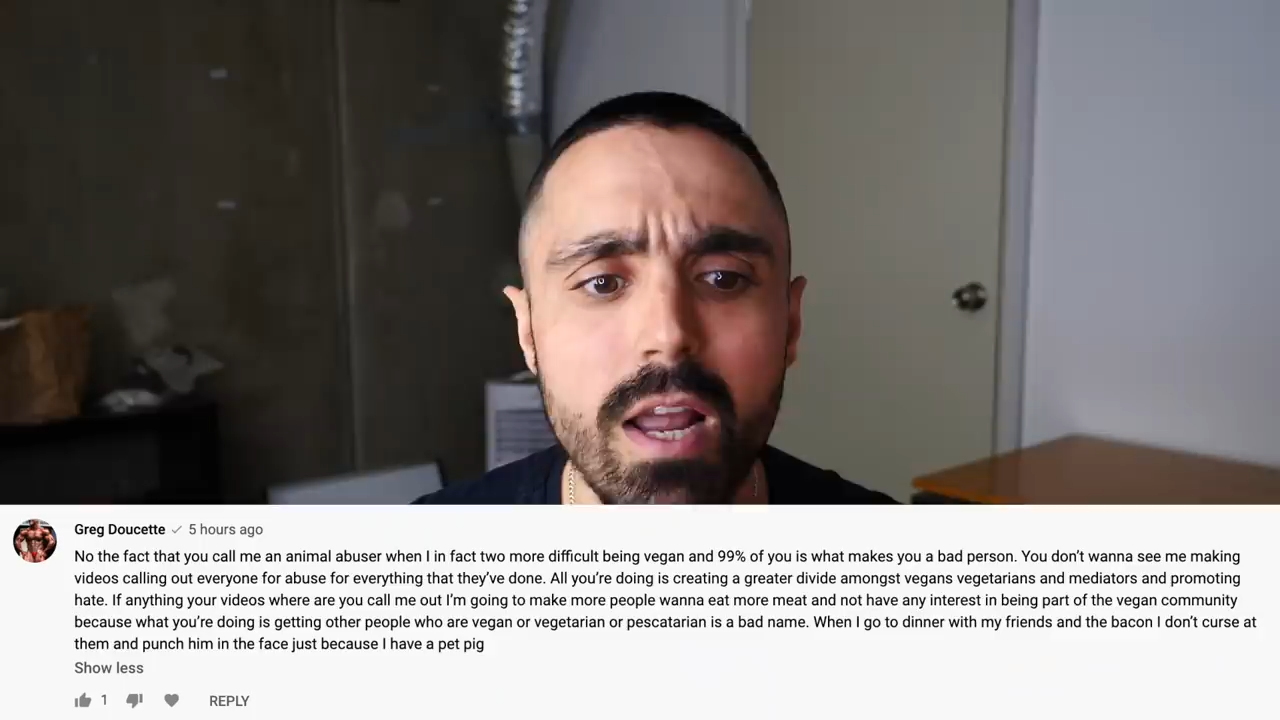 Greg Doucette 5 hours ago
No the fact that you call me an animal abuser when I in fact two more difficult being vegan and 99% of you is what makes you a bad person. You don’t wanna see me making
videos calling out everyone for abuse for everything that they’ve done. All you’re doing is creating a greater divide amongst vegans vegetarians and mediators and promoting
hate. If anything your videos where are you call me out I’m going to make more people wanna eat more meat and not have any interest in being part of the vegan community
because what you’re doing is getting other people who are vegan or vegetarian or pescatarian is a bad name. When I go to dinner with my friends and the bacon I don’t curse at
them and punch him in the face just because I have a pet pig
Show less
1 REPLY